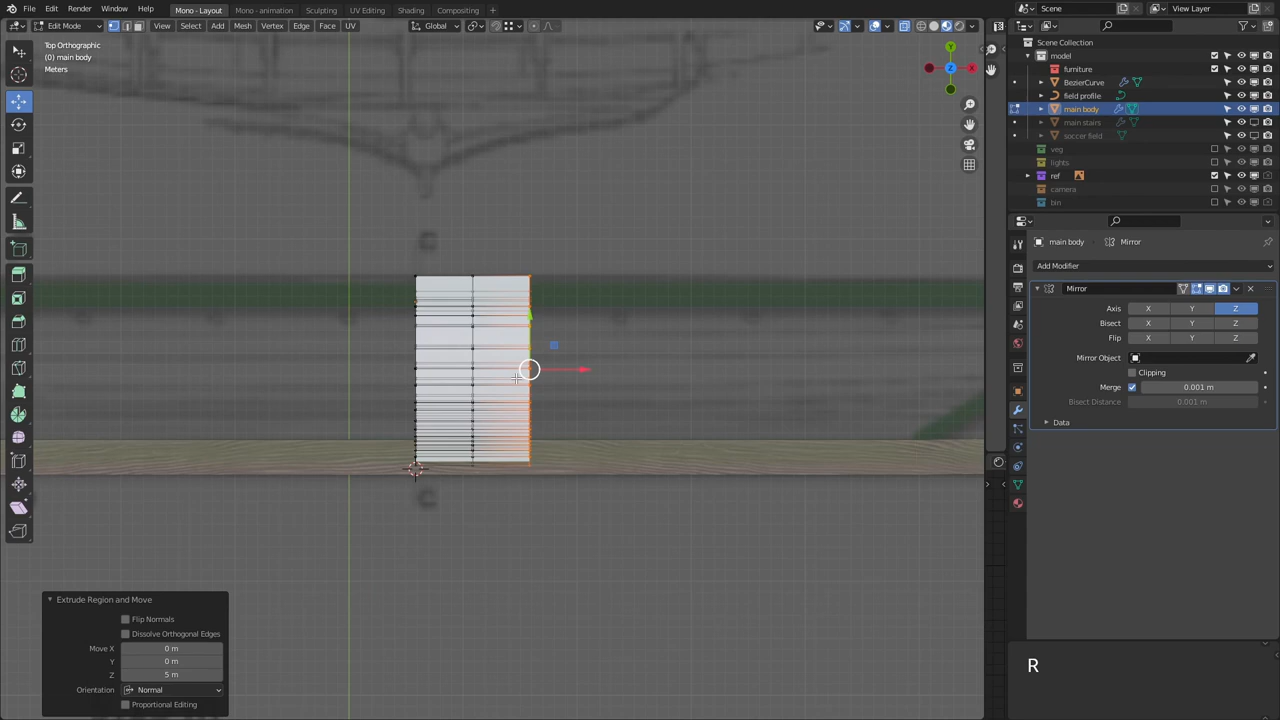 File Edit Render Window Help
Mono - Layout Mono - animation Sculpting UV Editing Shading Compositing
Scene View Layer
Edit Mode View Select Add Mesh Vertex Edge Face UV Global
Top Orthographic
(0) main body
Meters
Y
Z
X
Scene Collection
model
furniture
BezierCurve
field profile
main body
main stairs
soccer field
veg
lights
ref
camera
bin
main body Mirror
Add Modifier
Mirror
Axis X Y Z
Bisect X Y Z
Flip X Y Z
Mirror Object
Clipping
Merge 0.001 m
Bisect Distance 0.001 m
Data
Extrude Region and Move
Flip Normals
Dissolve Orthogonal Edges
Move X 0 m
Y 0 m
Z 5 m
Orientation Normal
Proportional Editing
R